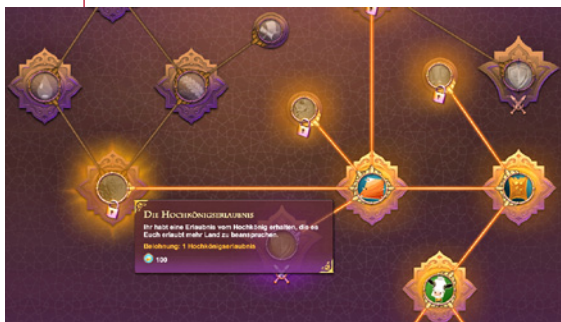 Die Hochkönigserlaubnis
Ihr habt eine Erlaubnis vom Hochkönig erhalten, die es
Euch erlaubt mehr Land zu beanspruchen.
Belohnung: 1 Hochkönigserlaubnis
100